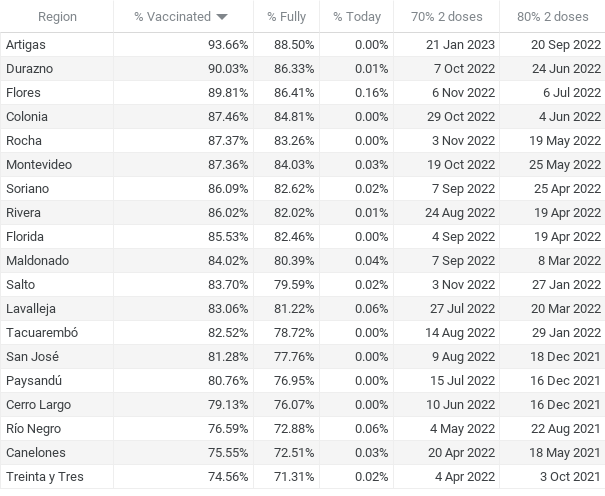 Region % Vaccinated % Fully % Today 70% 2 doses 80% 2 doses
Artigas 93.66% 88.50% 0.00% 21 Jan 2023 20 Sep 2022
Durazno 90.03% 86.33% 0.01% 7 Oct 2022 24 Jun 2022
Flores 89.81% 86.41% 0.16% 6 Nov 2022 6 Jul 2022
Colonia 87.46% 84.81% 0.00% 29 Oct 2022 4 Jun 2022
Rocha 87.37% 83.26% 0.00% 3 Nov 2022 19 May 2022
Montevideo 87.36% 84.03% 0.03% 19 Oct 2022 25 May 2022
Soriano 86.09% 82.62% 0.02% 7 Sep 2022 25 Apr 2022
Rivera 86.02% 82.02% 0.01% 24 Aug 2022 19 Apr 2022
Florida 85.53% 82.46% 0.00% 4 Sep 2022 19 Apr 2022
Maldonado 84.02% 80.39% 0.04% 7 Sep 2022 8 Mar 2022
Salto 83.70% 79.59% 0.02% 3 Nov 2022 27 Jan 2022
Lavalleja 83.06% 81.22% 0.06% 27 Jul 2022 20 Mar 2022
Tacuarembó 82.52% 78.72% 0.00% 14 Aug 2022 29 Jan 2022
San José 81.28% 77.76% 0.00% 9 Aug 2022 18 Dec 2021
Paysandú 80.76% 76.95% 0.00% 15 Jul 2022 16 Dec 2021
Cerro Largo 79.13% 76.07% 0.00% 10 Jun 2022 16 Dec 2021
Río Negro 76.59% 72.88% 0.06% 4 May 2022 22 Aug 2021
Canelones 75.55% 72.51% 0.03% 20 Apr 2022 18 May 2021
Treinta y Tres 74.56% 71.31% 0.02% 4 Apr 2022 3 Oct 2021